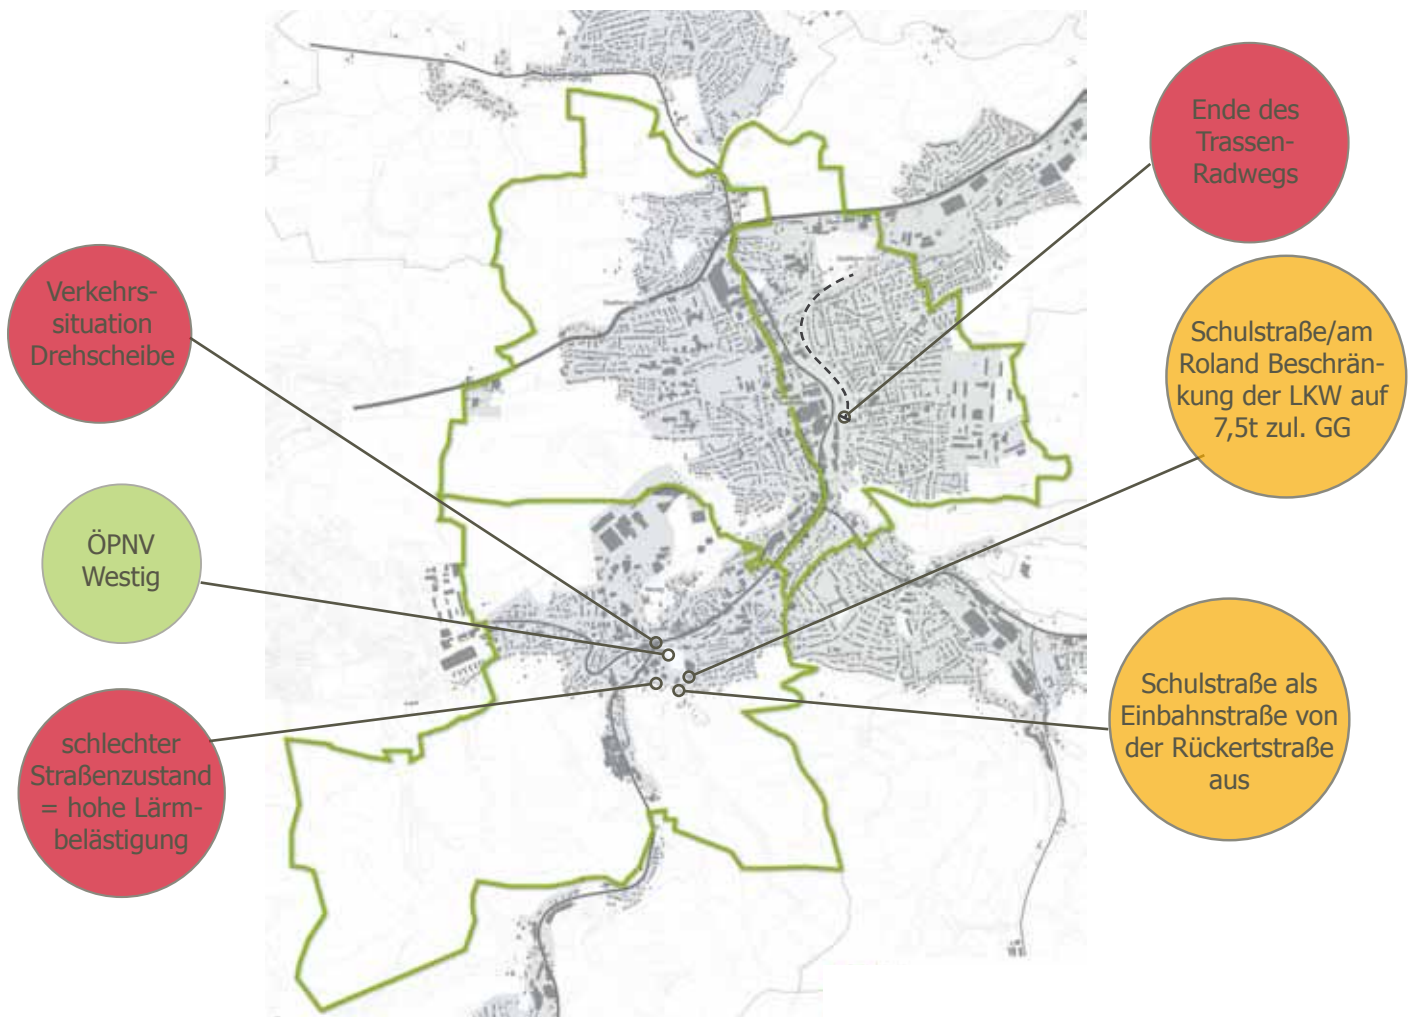 Ende des
Trassen-
Radwegs
Verkehrs-
situation
Drehscheibe
Schulstraße/am
Roland Beschrän-
kung der LKW auf
7,5t zul. GG
ÖPNV
Westig
schlechter
Straßenzustand
= hohe Lärm-
belästigung
Schulstraße als
Einbahnstraße von
der Rückertstraße
aus